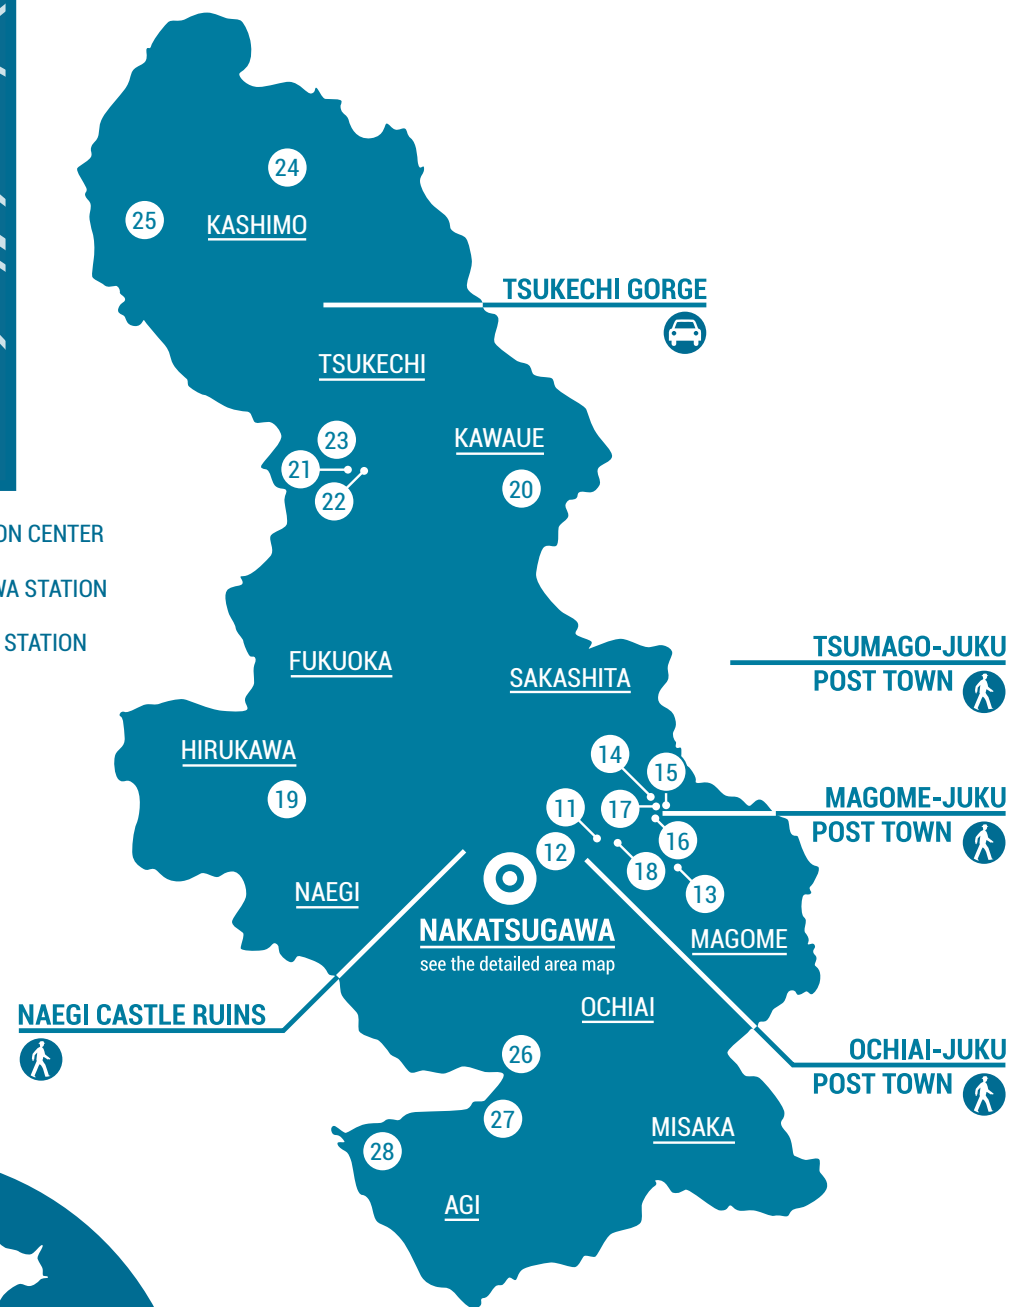 24
25
KASHIMO
TSUKECHI GORGE
TSUKECHI
23
KAWAUE
21
22
20
ON CENTER
WA STATION
STATION
FUKUOKA
SAKASHITA
TSUMAGO-JUKU
POST TOWN
HIRUKAWA
14
15
19
11
17
MAGOME-JUKU
POST TOWN
12
16
18
13
NAEGI
NAKATSUGAWA
see the detailed area map
MAGOME
NAEGI CASTLE RUINS
OCHIAI
26
OCHIAI-JUKU
POST TOWN
27
MISAKA
28
AGI